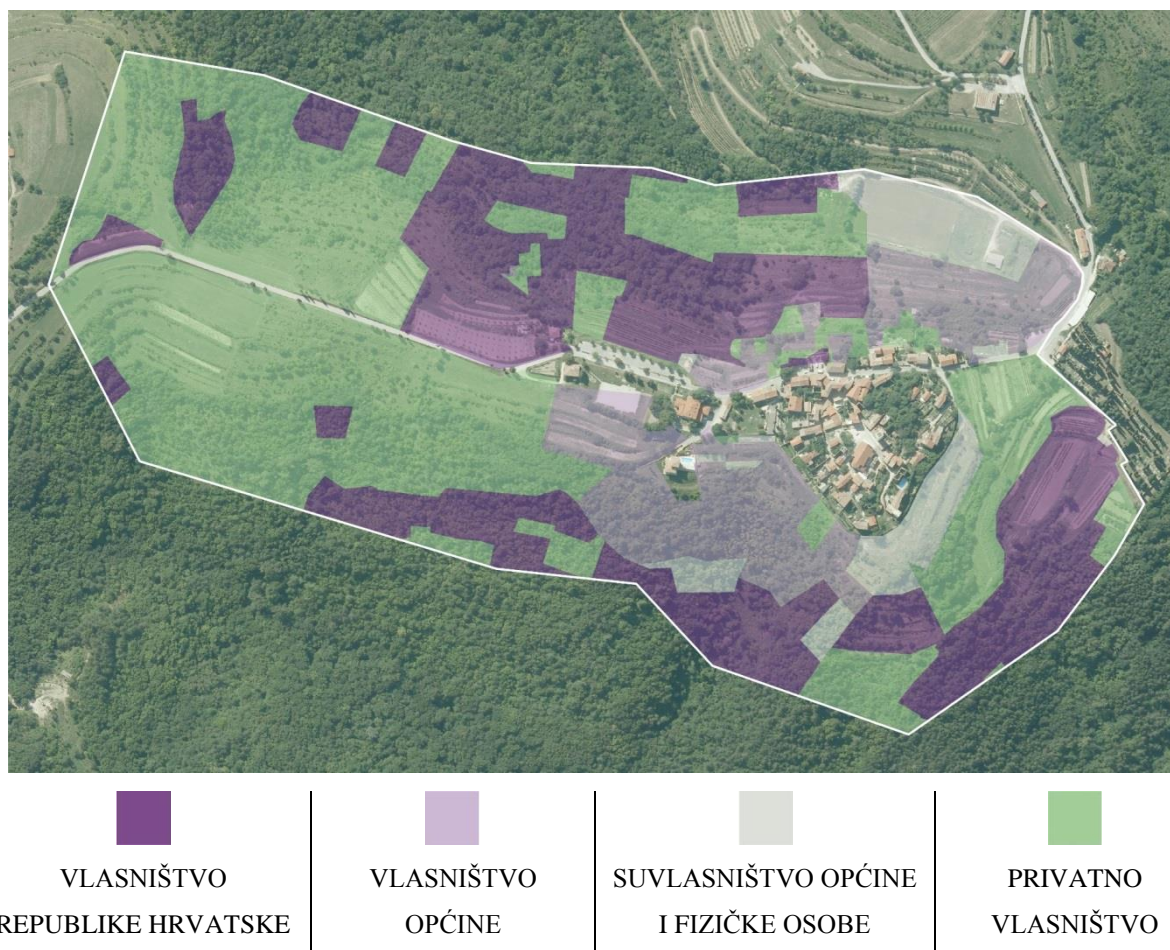 VLASNIŠTVO
REPUBLIKE HRVATSKE
VLASNIŠTVO
OPĆINE
SUVLASNIŠTVO OPĆINE
I FIZIČKE OSOBE
PRIVATNO
VLASNIŠTVO